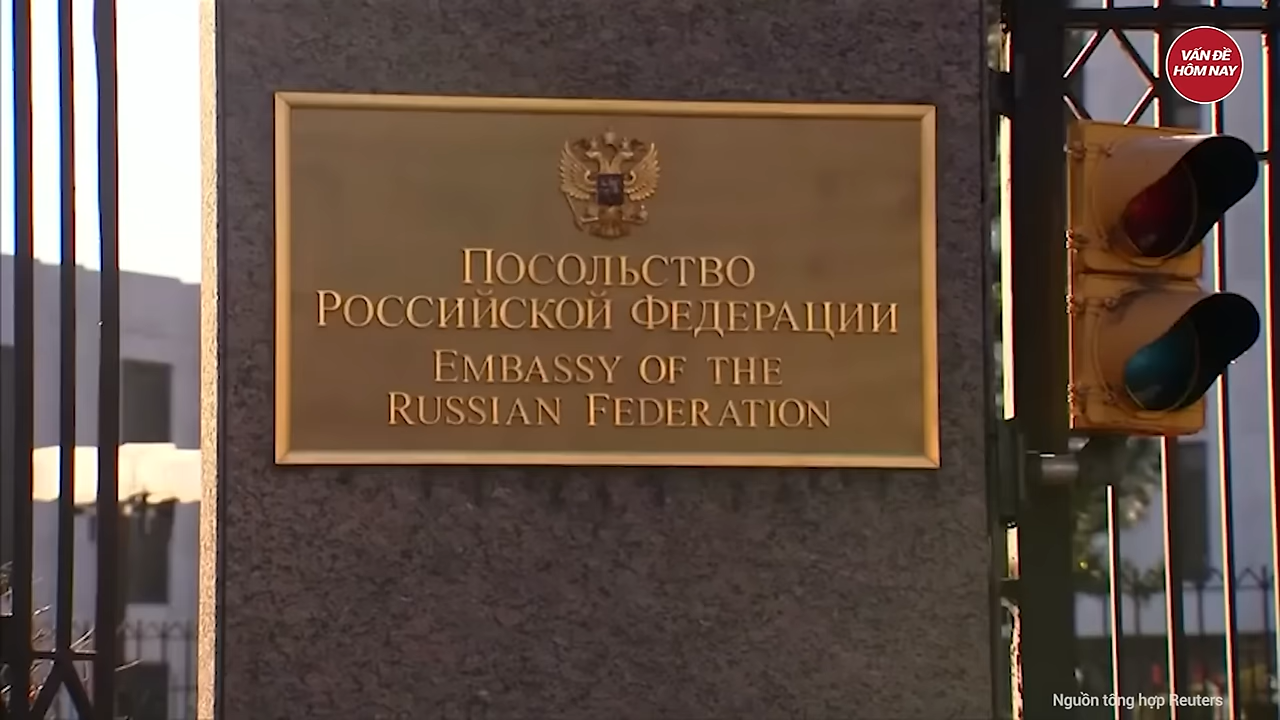 VẤN ĐỀ
HÔM NAY
ПОСОЛЬСТВО
РОССИЙСКОЙ ФЕДЕРАЦИИ
EMBASSY OF THE
RUSSIAN FEDERATION
Nguồn tổng hợp Reuters